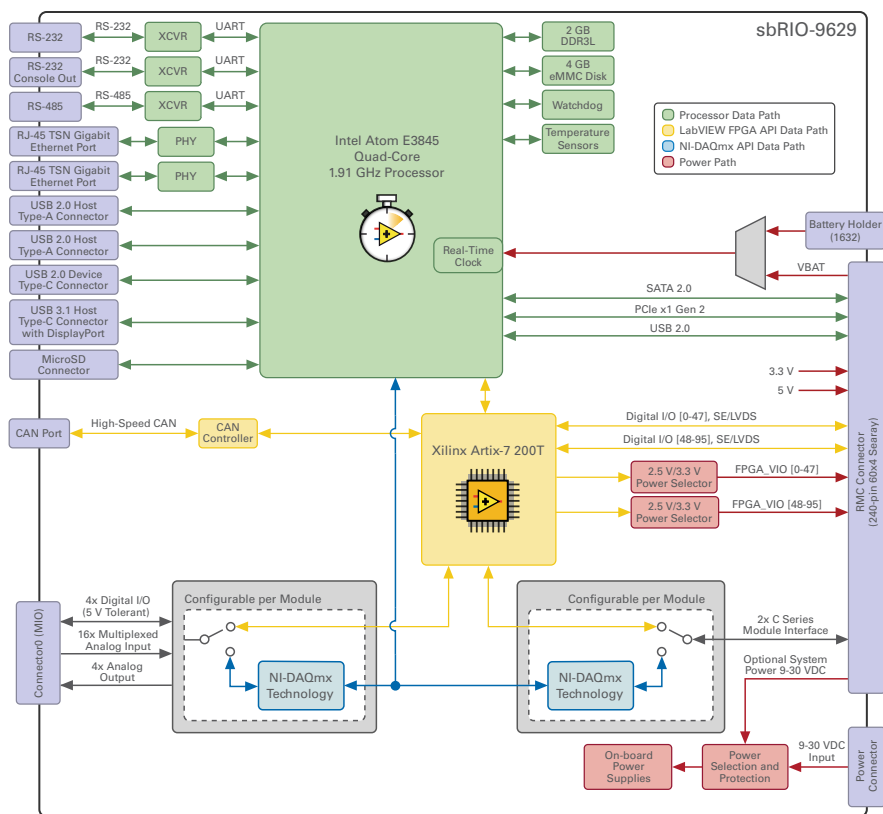 sbRIO-9629
RS-232
RS-232
XCVR
UART
RS-232
Console Out
RS-232
XCVR
UART
RS-485
RS-485
XCVR
UART
RJ-45 TSN Gigabit
Ethernet Port
PHY
RJ-45 TSN Gigabit
Ethernet Port
PHY
USB 2.0 Host
Type-A Connector
USB 2.0 Host
Type-A Connector
USB 2.0 Device
Type-C Connector
USB 3.1 Host
Type-C Connector
with DisplayPort
MicroSD
Connector
Intel Atom E3845
Quad-Core
1.91 GHz Processor
Real-Time
Clock
2 GB
DDR3L
4 GB
eMMC Disk
Watchdog
Temperature
Sensors
Processor Data Path
LabVIEW FPGA API Data Path
NI-DAQmx API Data Path
Power Path
Battery Holder
(1632)
VBAT
SATA 2.0
PCIe x1 Gen 2
USB 2.0
3.3 V
5 V
RMC Connector
(240-pin 60x4 Searay)
CAN Port
High-Speed CAN
CAN
Controller
Xilinx Artix-7 200T
Digital I/O [0-47], SE/LVDS
Digital I/O [48-95], SE/LVDS
2.5 V/3.3 V
Power Selector
FPGA_VIO [0-47]
2.5 V/3.3 V
Power Selector
FPGA_VIO [48-95]
Connector0 (MIO)
4x Digital I/O
(5 V Tolerant)
16x Multiplexed
Analog Input
4x Analog
Output
Configurable per Module
NI-DAQmx
Technology
Configurable per Module
NI-DAQmx
Technology
2x C Series
Module Interface
Optional System
Power 9-30 VDC
On-board
Power
Supplies
Power
Selection and
Protection
9-30 VDC
Input
Power
Connector